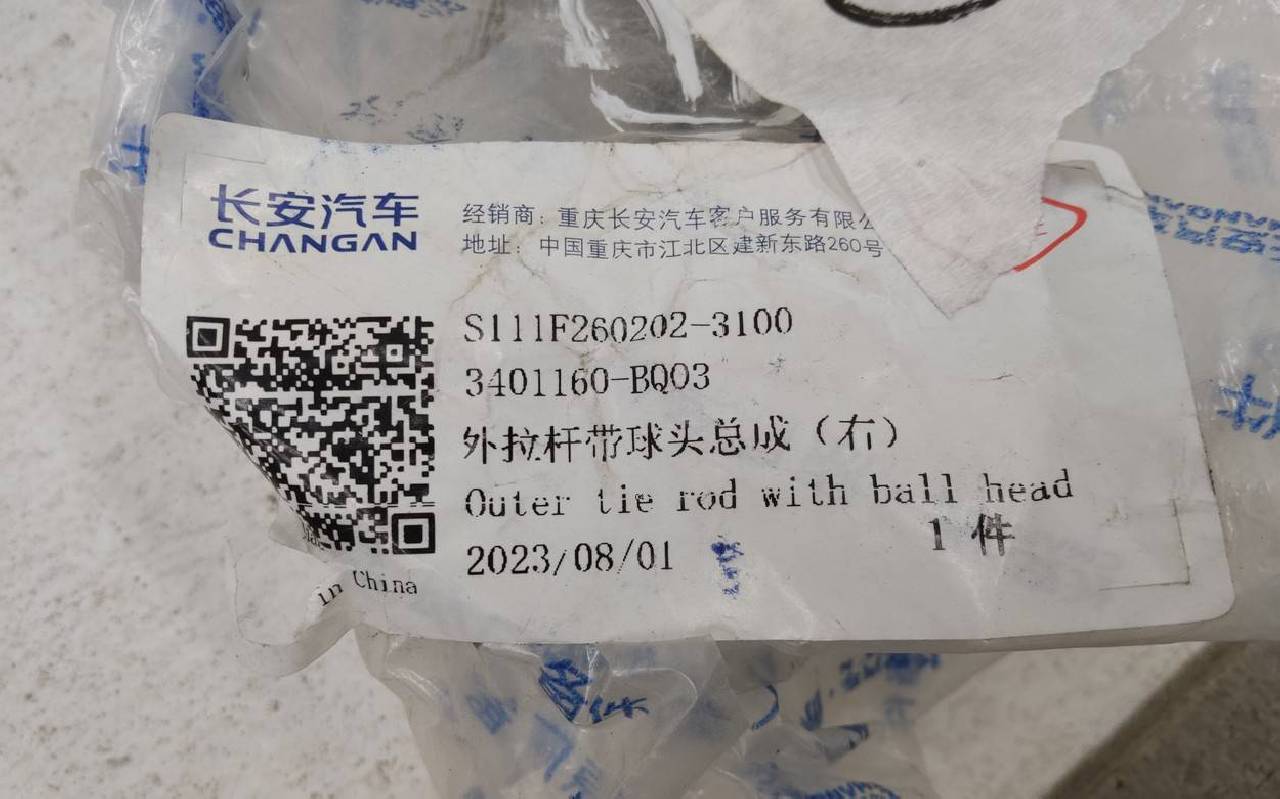 长安汽车
CHANGAN
经销商：重庆长安汽车客户服务有限
地址：中国重庆市江北区建新东路260号
S111F260202-3100
3401160-BQ03
外拉杆带球头总成（右）
Outer tie rod with ball head
1 件
2023/08/01
in China